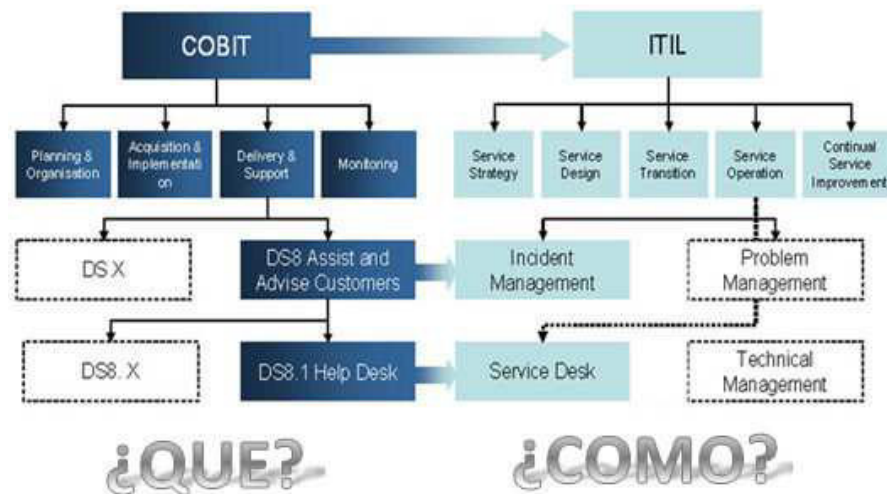 COBIT
ITIL
Planning &
Organisation
Acquisition &
Implementati
on
Delivery &
Support
Monitoring
Service
Strategy
Service
Design
Service
Transition
Service
Operation
Continual
Service
Improvement
DS.X
DS8 Assist and
Advise Customers
Incident
Management
Problem
Management
DS8. X
DS8.1 Help Desk
Service Desk
Technical
Management
¿QUE?
¿COMO?